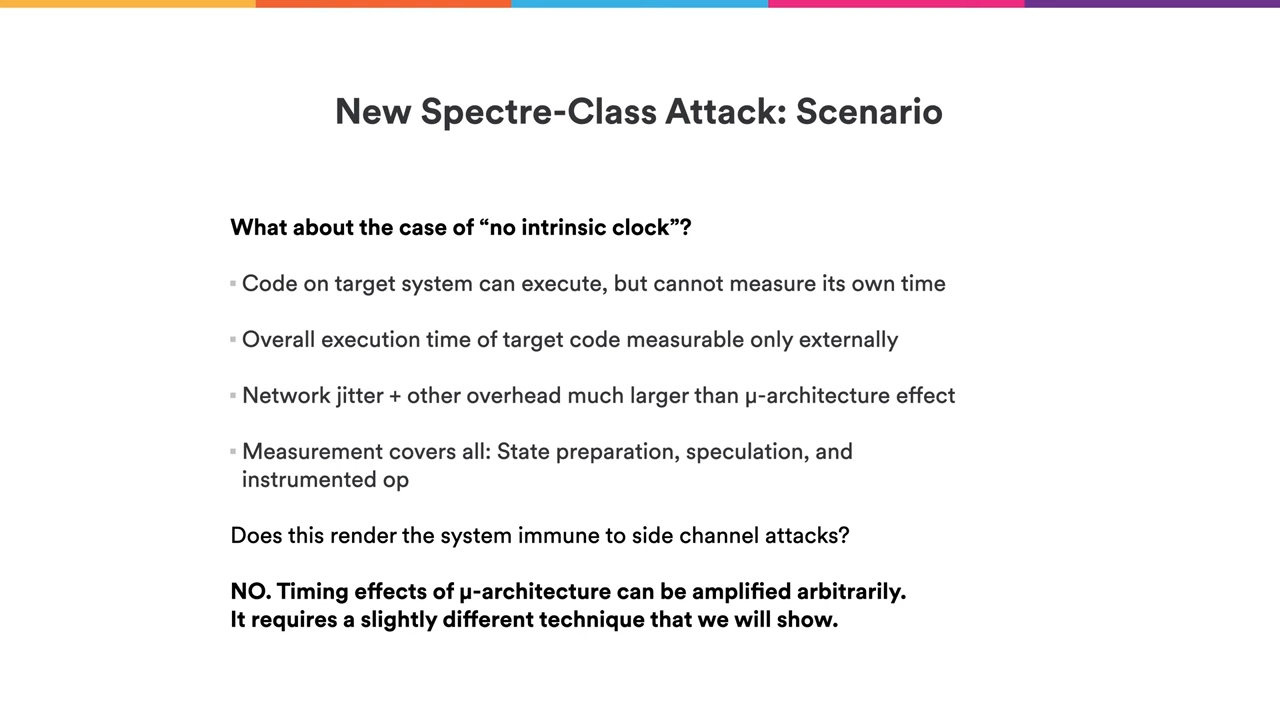 New Spectre-Class Attack: Scenario
What about the case of “no intrinsic clock”?
▪ Code on target system can execute, but cannot measure its own time
▪ Overall execution time of target code measurable only externally
▪ Network jitter + other overhead much larger than μ-architecture effect
▪ Measurement covers all: State preparation, speculation, and
instrumented op
Does this render the system immune to side channel attacks?
NO. Timing effects of μ-architecture can be amplified arbitrarily.
It requires a slightly different technique that we will show.